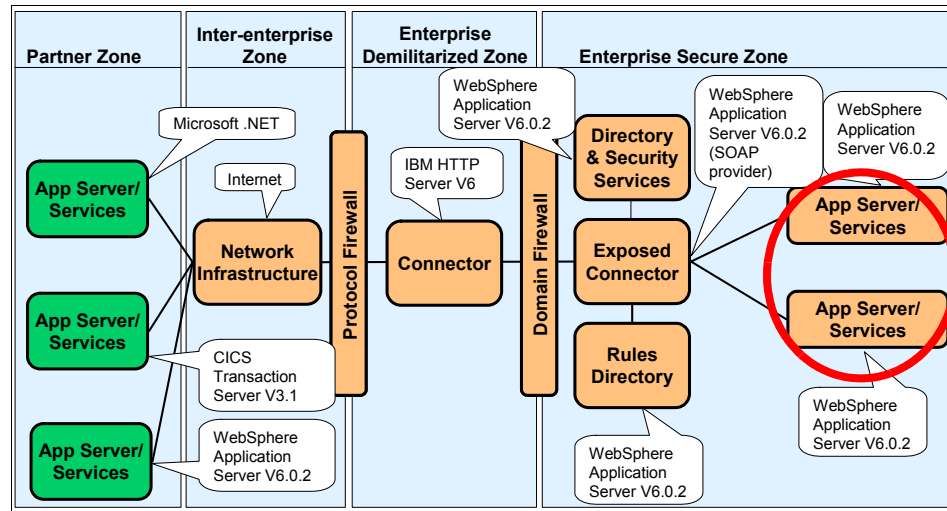 Partner Zone
Inter-enterprise
Zone
Enterprise
Demilitarized Zone
Enterprise Secure Zone
Microsoft .NET
App Server/
Services
Internet
Network
Infrastructure
App Server/
Services
CICS
Transaction
Server V3.1
App Server/
Services
WebSphere
Application
Server V6.0.2
Protocol Firewall
IBM HTTP
Server V6
Connector
Domain Firewall
WebSphere
Application
Server V6.0.2
Directory
& Security
Services
WebSphere
Application
Server V6.0.2
(SOAP
provider)
Exposed
Connector
Rules
Directory
WebSphere
Application
Server V6.0.2
WebSphere
Application
Server V6.0.2
App Server/
Services
App Server/
Services
WebSphere
Application
Server V6.0.2